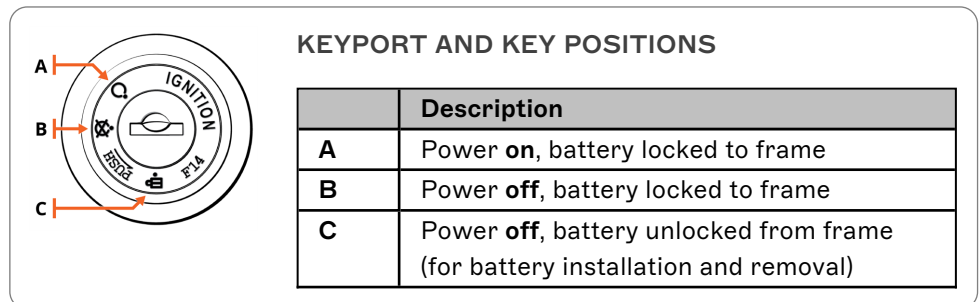 KEYPORT AND KEY POSITIONS
A
B
C
IGNITION
PUSH
F14
Description
A Power on, battery locked to frame
B Power off, battery locked to frame
C Power off, battery unlocked from frame
(for battery installation and removal)